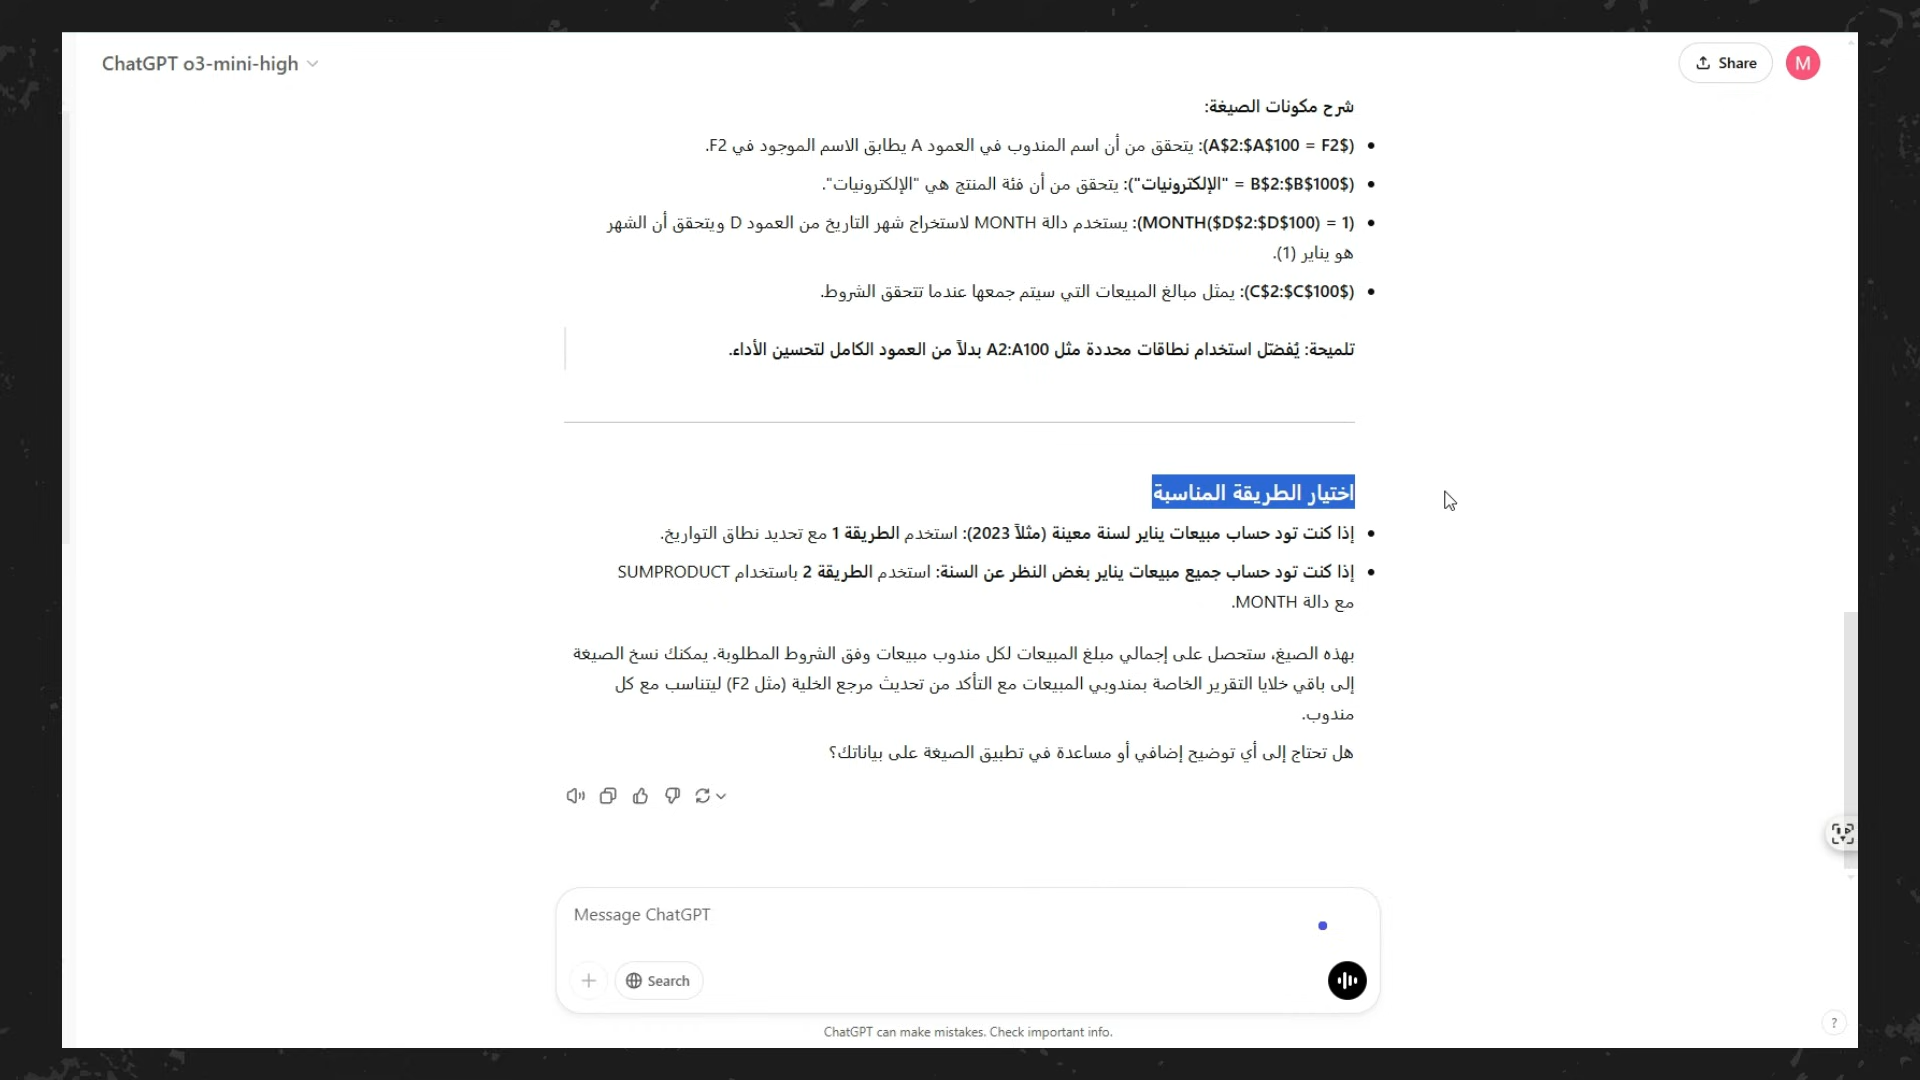 ChatGPT o3-mini-high
Share
M
شرح مكونات الصيغة:
($A$2:$A$100 = F2): يتحقق من أن اسم المندوب في العمود A يطابق الاسم الموجود في F2.
($B$2:$B$100 = "الإلكترونيات"): يتحقق من أن فئة المنتج هي "الإلكترونيات".
(MONTH($D$2:$D$100) = 1): يستخدم دالة MONTH لاستخراج شهر التاريخ من العمود D ويتحقق أن الشهر
هو يناير (1).
($C$2:$C$100): يمثل مبالغ المبيعات التي سيتم جمعها عندما تتحقق الشروط.
تلميحة: يُفضّل استخدام نطاقات محددة مثل A2:A100 بدلاً من العمود الكامل لتحسين الأداء.
اختيار الطريقة المناسبة
إذا كنت تود حساب مبيعات يناير لسنة معينة (مثلاً 2023): استخدم الطريقة 1 مع تحديد نطاق التواريخ.
إذا كنت تود حساب جميع مبيعات يناير بغض النظر عن السنة: استخدم الطريقة 2 باستخدام SUMPRODUCT
مع دالة MONTH.
بهذه الصيغ، ستحصل على إجمالي مبلغ المبيعات لكل مندوب مبيعات وفق الشروط المطلوبة. يمكنك نسخ الصيغة
إلى باقي خلايا التقرير الخاصة بمندوبي المبيعات مع التأكد من تحديث مرجع الخلية (مثل F2) ليتناسب مع كل
مندوب.
هل تحتاج إلى أي توضيح إضافي أو مساعدة في تطبيق الصيغة على بياناتك؟
Message ChatGPT
Search
ChatGPT can make mistakes. Check important info.
?